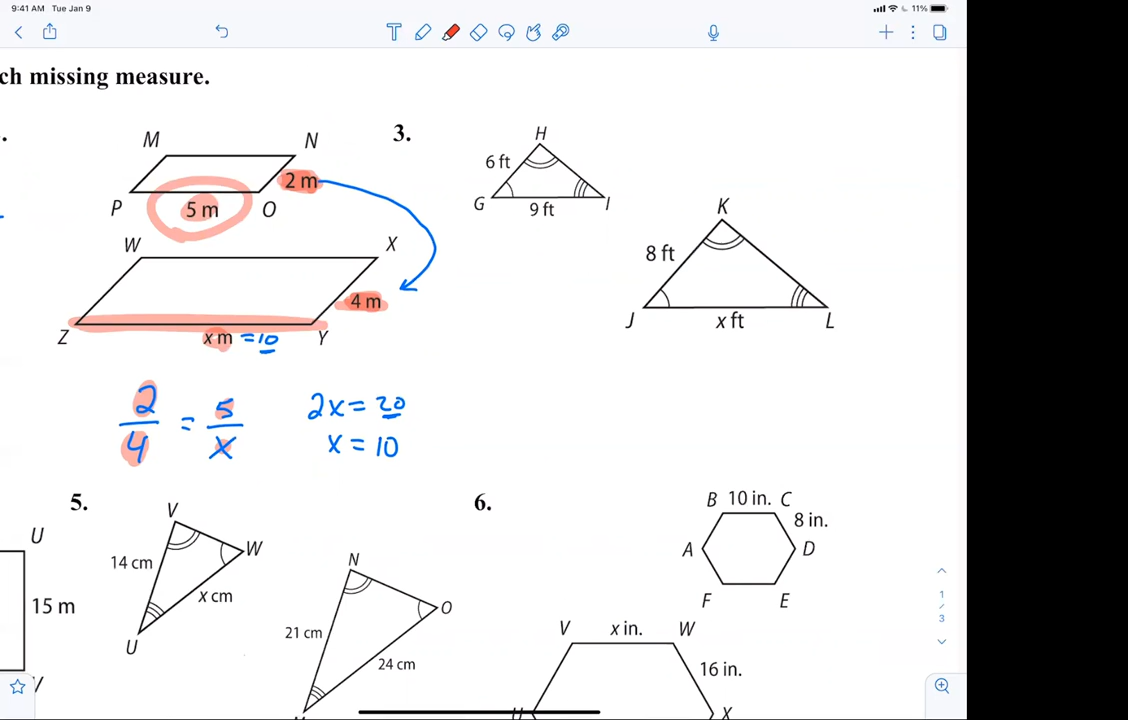 9:41 AM Tue Jan 9
11%
ch missing measure.
.
M
N
2 m
P
5 m
O
W
X
4 m
Z
x m = 10
Y
2/4 = 5/x
2x = 20
x = 10
3.
H
6 ft
G
9 ft
I
K
8 ft
J
x ft
L
U
15 m
V
5.
V
14 cm
W
x cm
U
N
21 cm
O
24 cm
6.
B 10 in. C
8 in.
A
D
F
E
V x in. W
16 in.
U
X
1
/
3